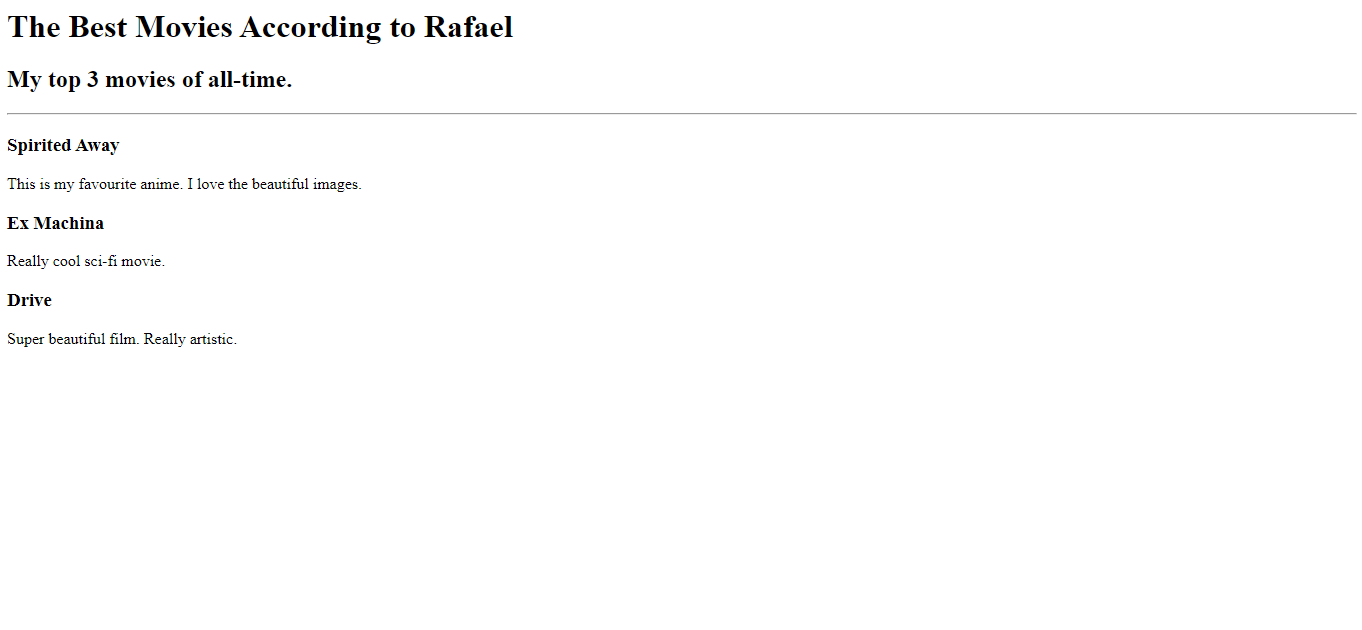 The Best Movies According to Rafael
My top 3 movies of all-time.
Spirited Away
This is my favourite anime. I love the beautiful images.
Ex Machina
Really cool sci-fi movie.
Drive
Super beautiful film. Really artistic.